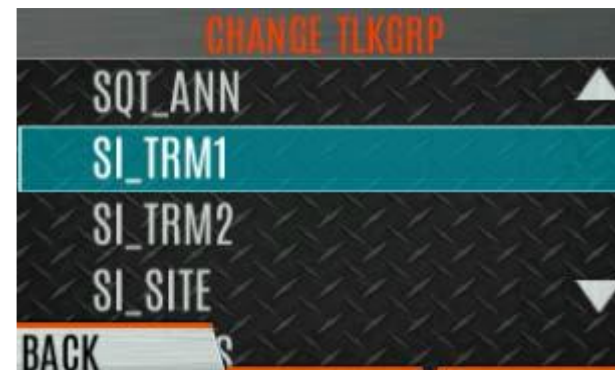 CHANGE TLKGRP
SQT_ANN
SI_TRM1
SI_TRM2
SI_SITE
BACK